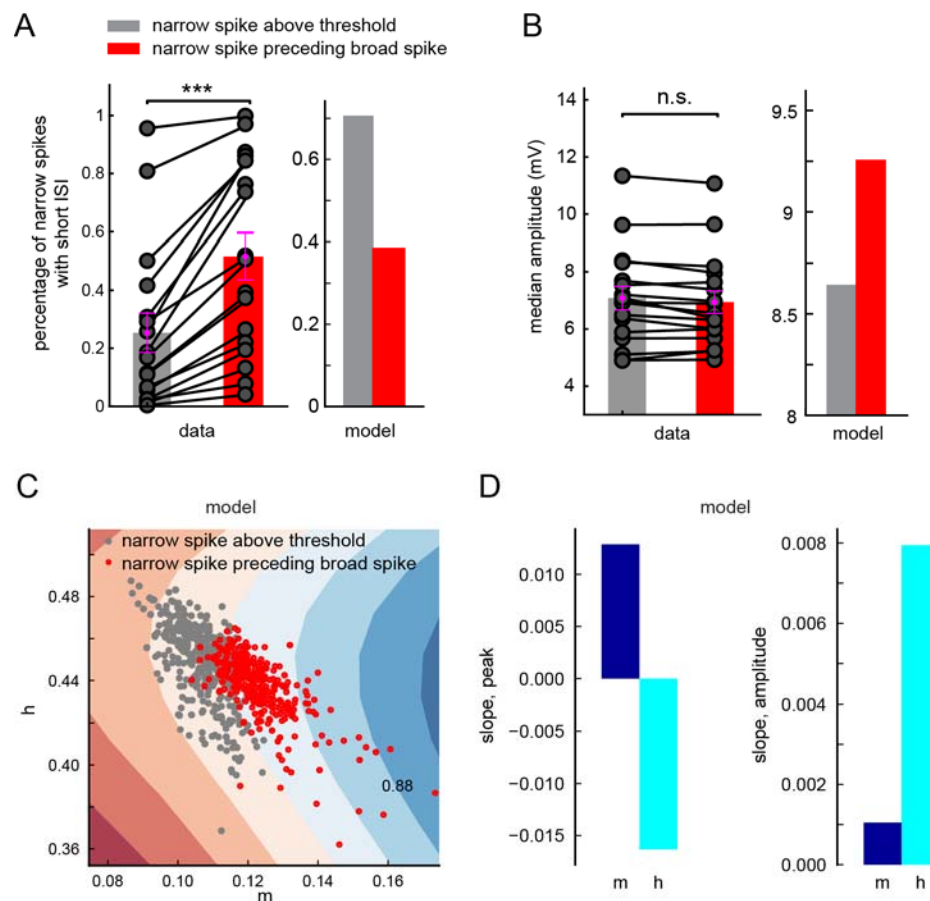 A
narrow spike above threshold
narrow spike preceding broad spike
percentage of narrow spikes
with short ISI
1
0.8
0.6
0.4
0.2
0
***
data
0.6
0.4
0.2
0
model
B
median amplitude (mV)
14
12
10
8
6
4
n.s.
data
9.5
9
8.5
8
model
C
model
narrow spike above threshold
narrow spike preceding broad spike
h
0.48
0.44
0.40
0.36
0.88
0.08
0.10
0.12
0.14
0.16
m
D
model
slope, peak
0.010
0.005
0.000
−0.005
−0.010
−0.015
m
h
slope, amplitude
0.008
0.006
0.004
0.002
0.000
m
h